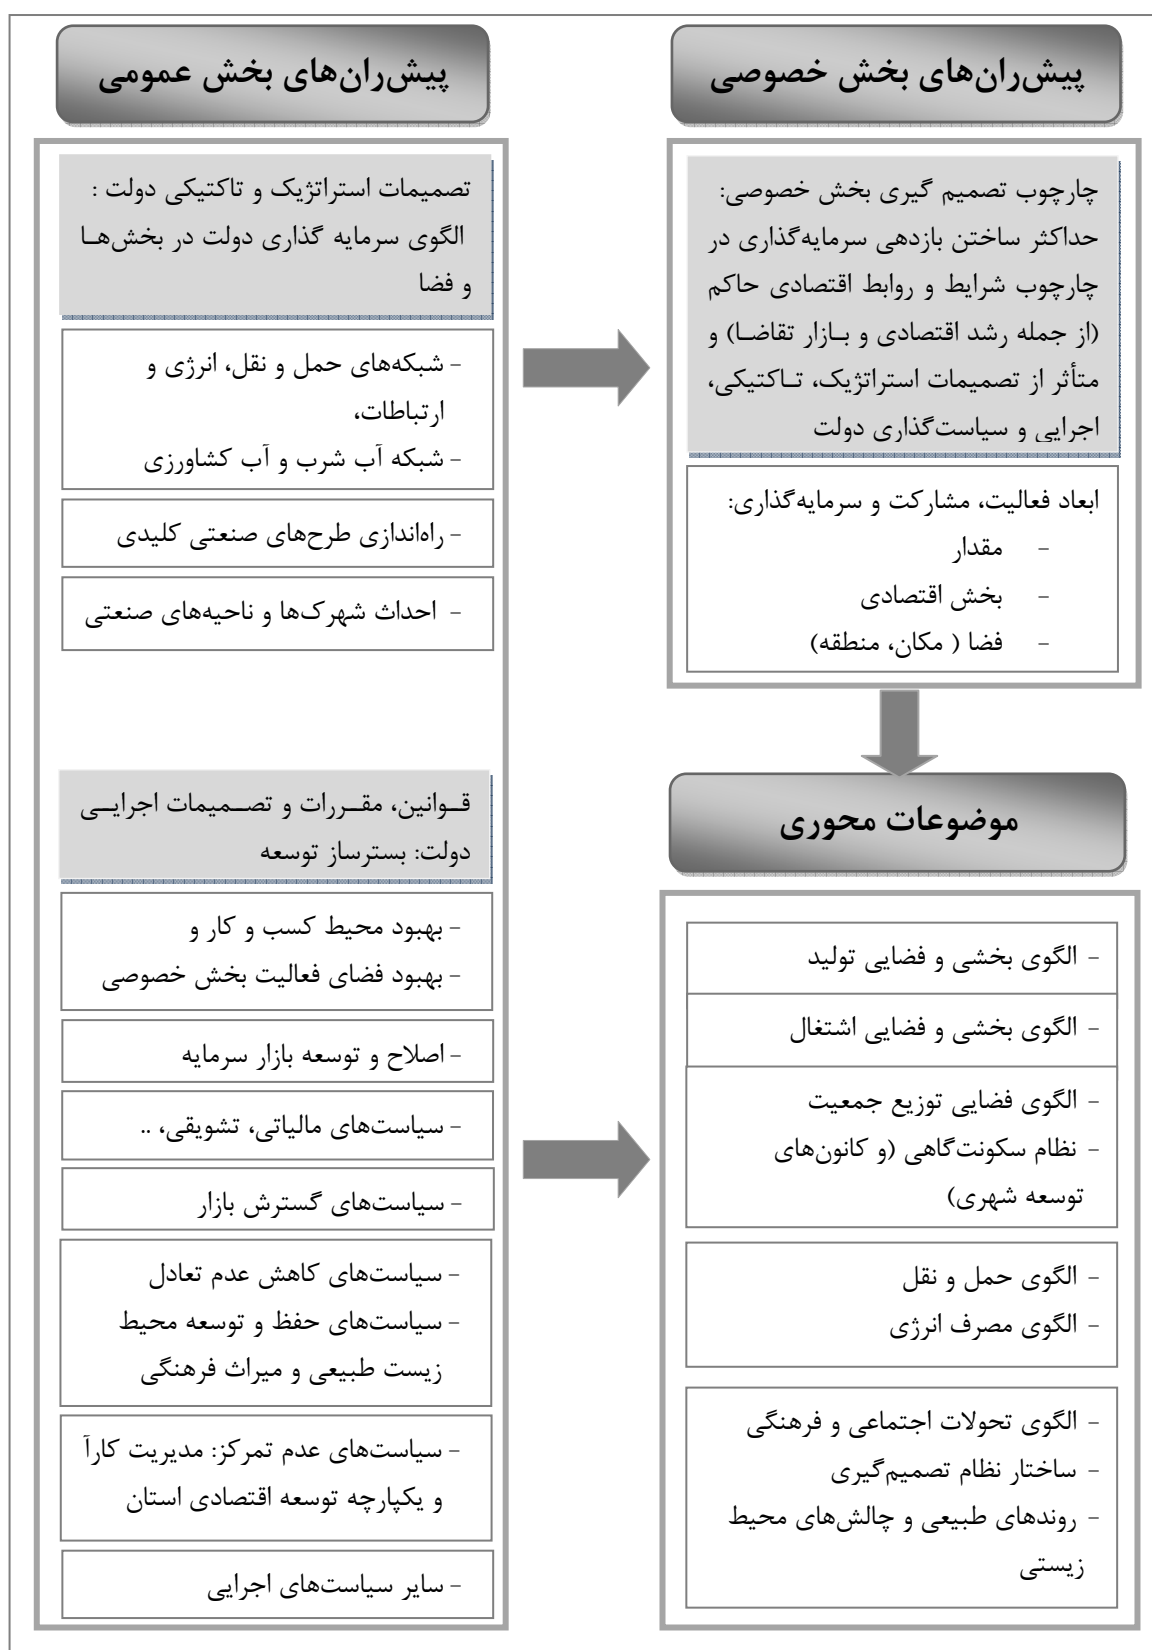 پیش‌ران‌های بخش خصوصی
چارچوب تصمیم گیری بخش خصوصی:
حداکثر ساختن بازدهی سرمایه‌گذاری در
چارچوب شرایط و روابط اقتصادی حاکم
(از جمله رشد اقتصادی و بـازار تقاضـا) و
متأثر از تصمیمات استراتژیک، تـاکتیکی،
اجرایی و سیاست‌گذاری دولت
ابعاد فعالیت، مشارکت و سرمایه‌گذاری:
- مقدار
- بخش اقتصادی
- فضا ( مکان، منطقه)
پیش‌ران‌های بخش عمومی
تصمیمات استراتژیک و تاکتیکی دولت :
الگوی سرمایه گذاری دولت در بخش‌هـا
و فضا
- شبکه‌های حمل و نقل، انرژی و
ارتباطات،
- شبکه آب شرب و آب کشاورزی
- راه‌اندازی طرح‌های صنعتی کلیدی
- احداث شهرک‌ها و ناحیه‌های صنعتی
قـوانین، مقـررات و تصـمیمات اجرایـی
دولت: بسترساز توسعه
- بهبود محیط کسب و کار و
- بهبود فضای فعالیت بخش خصوصی
- اصلاح و توسعه بازار سرمایه
- سیاست‌های مالیاتی، تشویقی، ..
- سیاست‌های گسترش بازار
- سیاست‌های کاهش عدم تعادل
- سیاست‌های حفظ و توسعه محیط
زیست طبیعی و میراث فرهنگی
- سیاست‌های عدم تمرکز: مدیریت کارآ
و یکپارچه توسعه اقتصادی استان
- سایر سیاست‌های اجرایی
موضوعات محوری
- الگوی بخشی و فضایی تولید
- الگوی بخشی و فضایی اشتغال
- الگوی فضایی توزیع جمعیت
- نظام سکونت‌گاهی (و کانون‌های
توسعه شهری)
- الگوی حمل و نقل
- الگوی مصرف انرژی
- الگوی تحولات اجتماعی و فرهنگی
- ساختار نظام تصمیم‌گیری
- روندهای طبیعی و چالش‌های محیط
زیستی